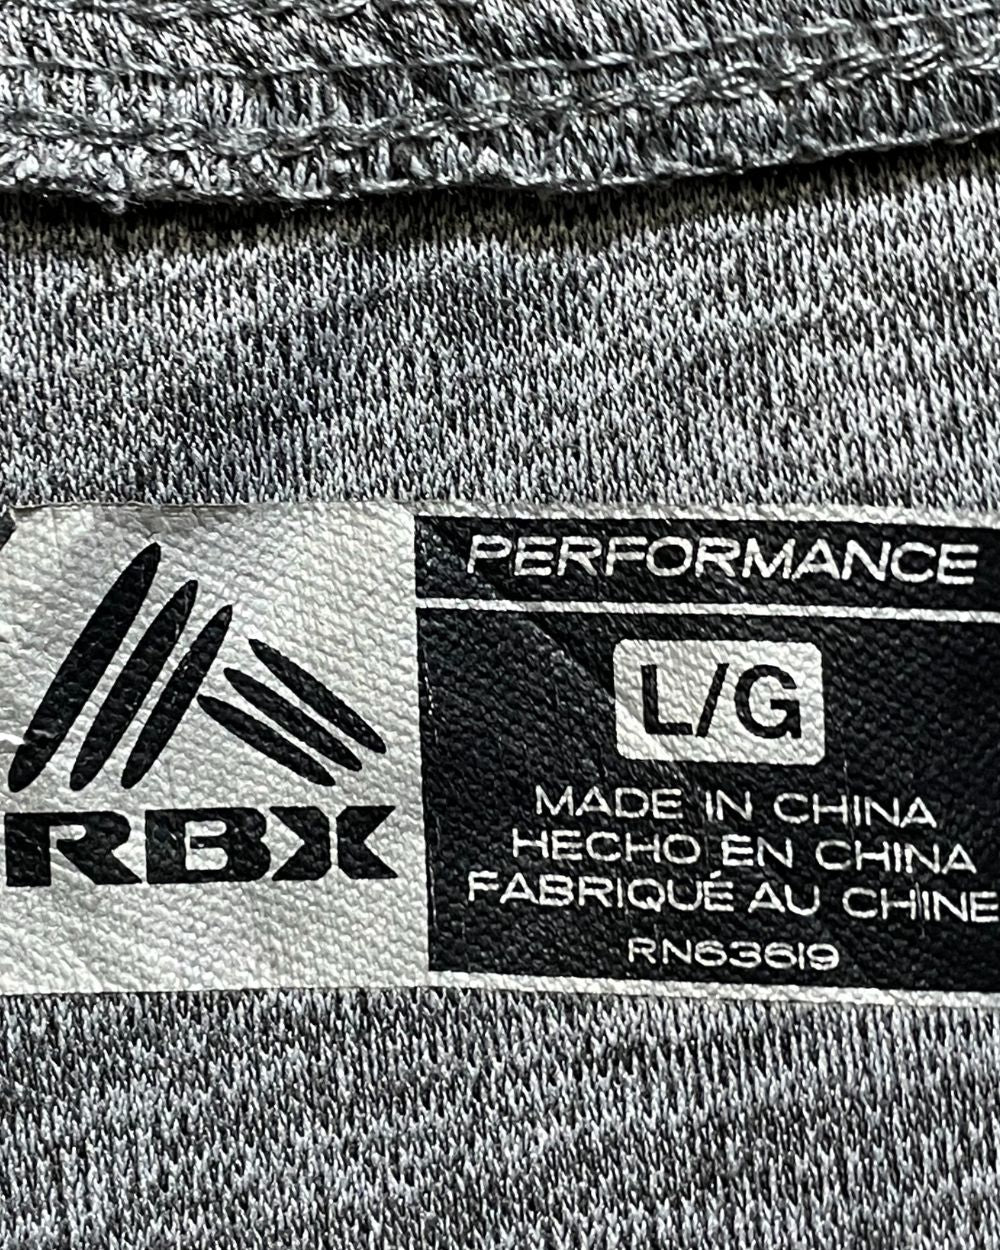 RBX
PERFORMANCE
L/G
MADE IN CHINA
HECHO EN CHINA
FABRIQUÉ AU CHINE
RN63619